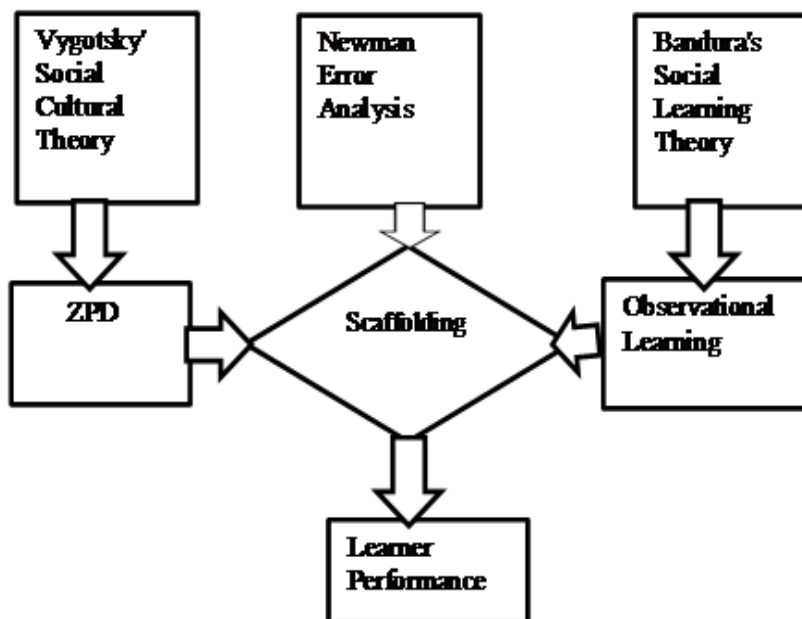 Vygotsky'
Social
Cultural
Theory
Newman
Error
Analysis
Bandura's
Social
Learning
Theory
ZPD
Scaffolding
Observational
Learning
Learner
Performance